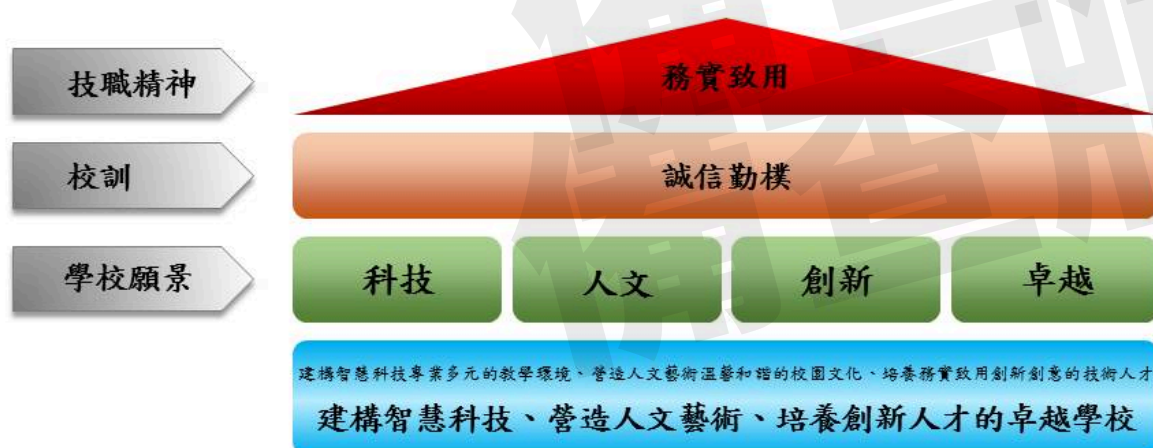 技職精神
務實致用
校訓
誠信勤樸
學校願景
科技
人文
創新
卓越
建構智慧科技專業多元的教學環境、營造人文藝術溫馨和諧的校園文化、培養務實致用創新創意的技術人才
建構智慧科技、營造人文藝術、培養創新人才的卓越學校